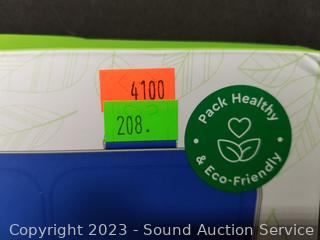 4100
208.
Pack Healthy
& Eco-Friendly
Copyright 2023 - Sound Auction Service